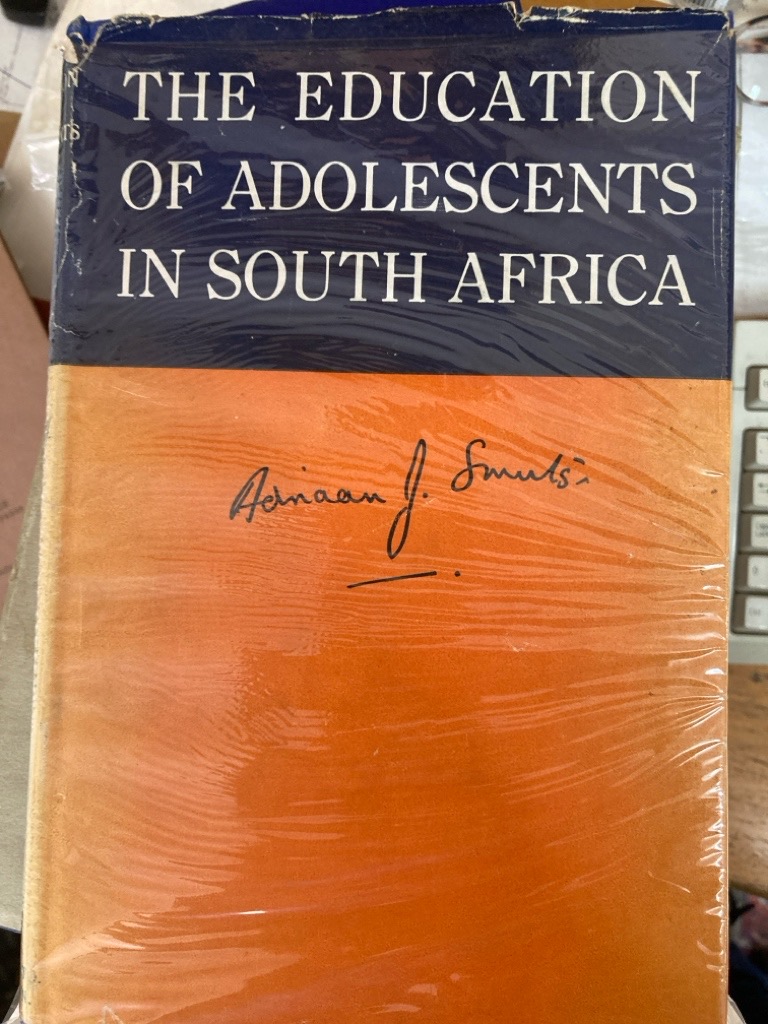 THE EDUCATION
OF ADOLESCENTS
IN SOUTH AFRICA
Adriaan J. Smuts.